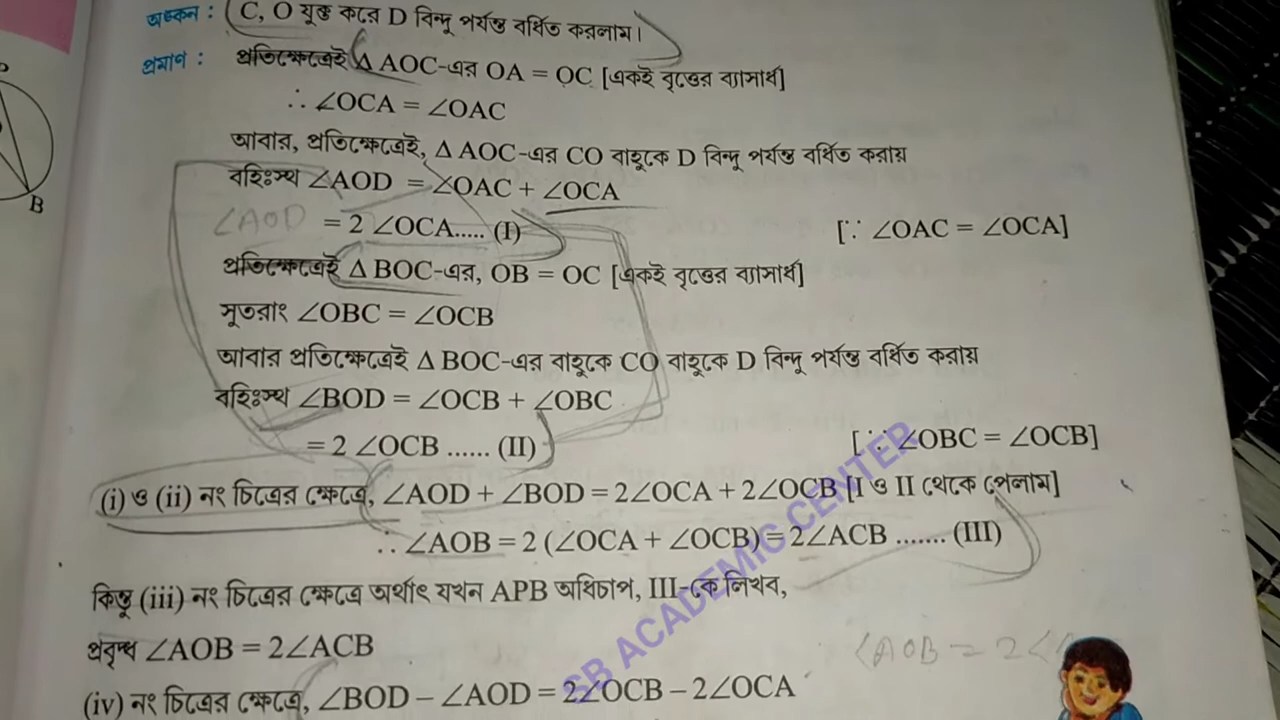 অঙ্কন : C, O যুক্ত করে D বিন্দু পর্যন্ত বর্ধিত করলাম।
প্রমাণ : প্রতিক্ষেত্রেই Δ AOC-এর OA = OC [একই বৃত্তের ব্যাসার্ধ]
∴ ∠OCA = ∠OAC
আবার, প্রতিক্ষেত্রেই, Δ AOC-এর CO বাহুকে D বিন্দু পর্যন্ত বর্ধিত করায়
বহিঃস্থ ∠AOD = ∠OAC + ∠OCA
∠AOD = 2 ∠OCA..... (I) [∵ ∠OAC = ∠OCA]
B
প্রতিক্ষেত্রেই Δ BOC-এর, OB = OC [একই বৃত্তের ব্যাসার্ধ]
সুতরাং ∠OBC = ∠OCB
আবার প্রতিক্ষেত্রেই Δ BOC-এর বাহুকে CO বাহুকে D বিন্দু পর্যন্ত বর্ধিত করায়
বহিঃস্থ ∠BOD = ∠OCB + ∠OBC
= 2 ∠OCB ...... (II) [∵ ∠OBC = ∠OCB]
(i) ও (ii) নং চিত্রের ক্ষেত্রে, ∠AOD + ∠BOD = 2∠OCA + 2∠OCB [I ও II থেকে পেলাম]
∴ ∠AOB = 2 (∠OCA + ∠OCB) = 2∠ACB ....... (III)
কিন্তু (iii) নং চিত্রের ক্ষেত্রে অর্থাৎ যখন APB অধিচাপ, III-কে লিখব,
প্রবৃদ্ধ ∠AOB = 2∠ACB
∠AOB = 2
(iv) নং চিত্রের ক্ষেত্রে, ∠BOD – ∠AOD = 2∠OCB – 2∠OCA
SB ACADEMIC CENTER